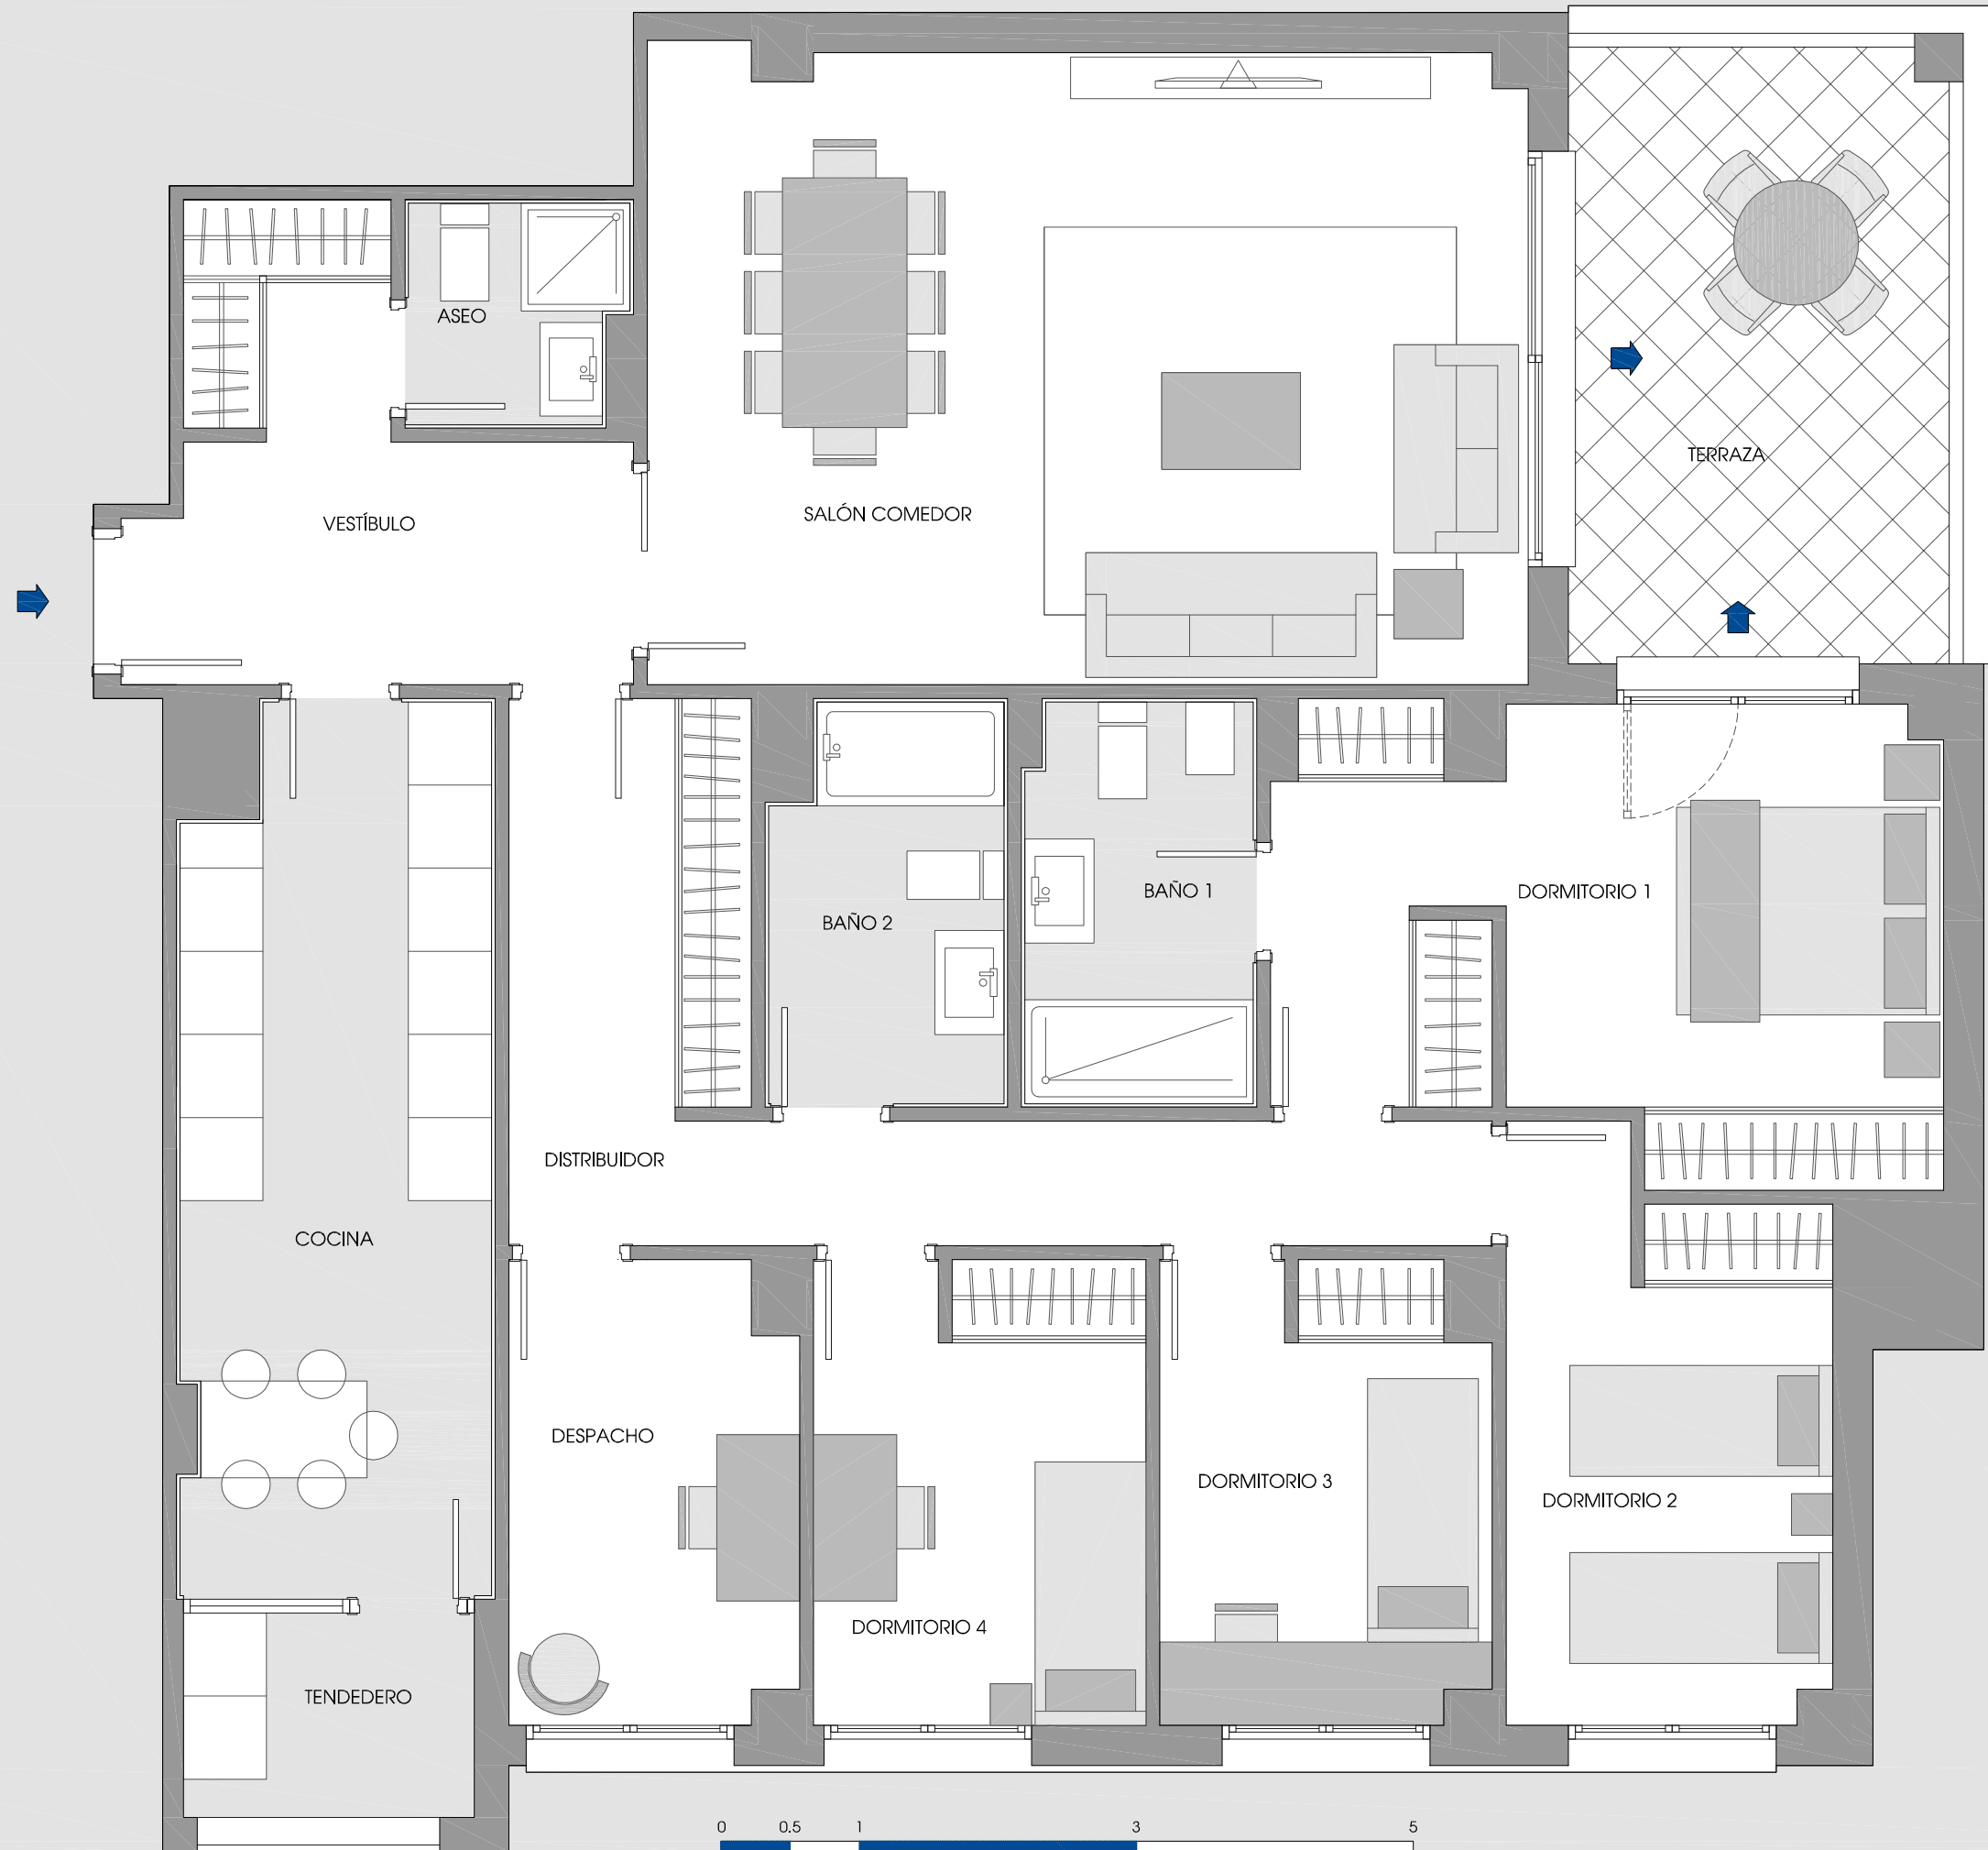 ASEO
TERRAZA
SALÓN COMEDOR
VESTÍBULO
DORMITORIO 1
BAÑO 1
BAÑO 2
DISTRIBUIDOR
COCINA
DESPACHO
DORMITORIO 3
DORMITORIO 2
DORMITORIO 4
TENDEDERO
0 0.5 1 3 5